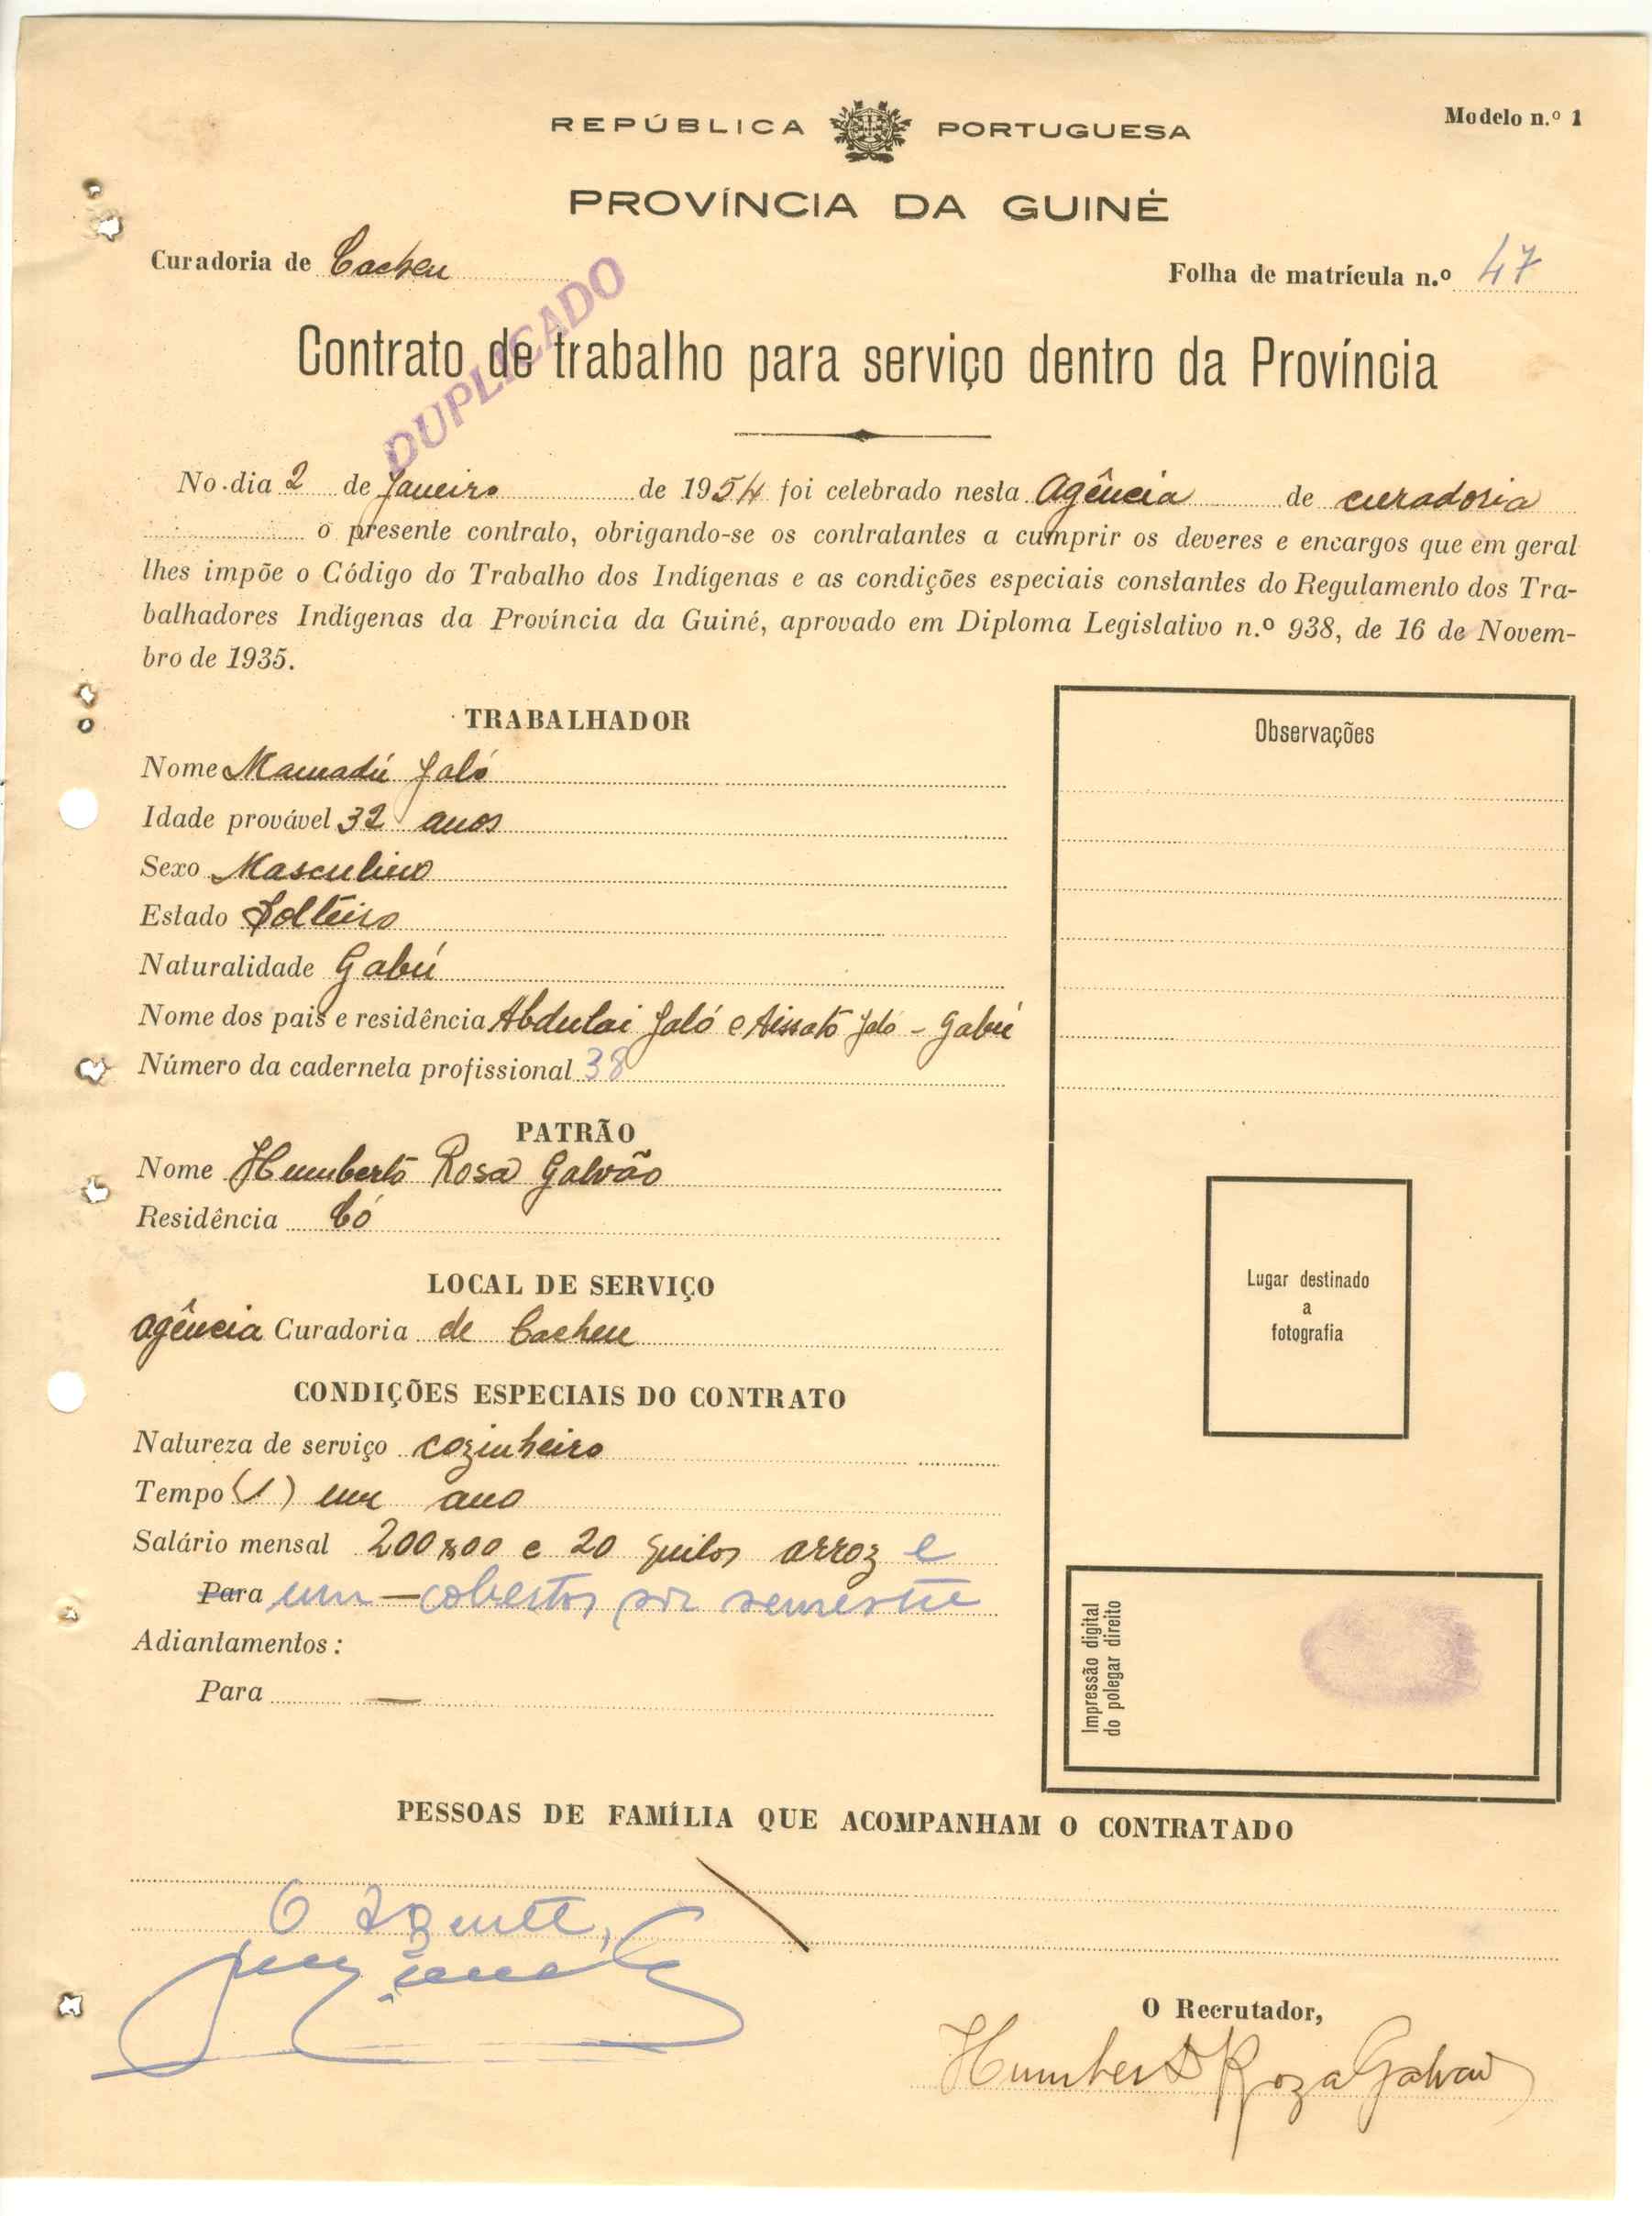 Modelo n.º 1
REPÚBLICA PORTUGUESA
PROVÍNCIA DA GUINÉ
Curadoria de Cacheu
Folha de matrícula n.º 47
DUPLICADO
Contrato de trabalho para serviço dentro da Província
No dia 2 de Janeiro de 1954 foi celebrado nesta Agência de curadoria
o presente contrato, obrigando-se os contratantes a cumprir os deveres e encargos que em geral
lhes impõe o Código do Trabalho dos Indígenas e as condições especiais constantes do Regulamento dos Tra-
balhadores Indígenas da Província da Guiné, aprovado em Diploma Legislativo n.º 938, de 16 de Novem-
bro de 1935.
TRABALHADOR
Nome Mamadú Jaló
Idade provável 32 anos
Sexo Masculino
Estado Solteiro
Naturalidade Gabú
Nome dos pais e residência Abdulai Jaló e Aissató Jaló - Gabú
Número da caderneta profissional 38
PATRÃO
Nome Humberto Rosa Galvão
Residência Có
LOCAL DE SERVIÇO
agência Curadoria de Cacheu
CONDIÇÕES ESPECIAIS DO CONTRATO
Natureza de serviço cozinheiro
Tempo (1) um ano
Salário mensal 200$00 e 20 quilos arroz e
Para um — cobertor por semestre
Adiantamentos:
Para —
Observações
Lugar destinado
a
fotografia
Impressão digital
do polegar direito
PESSOAS DE FAMÍLIA QUE ACOMPANHAM O CONTRATADO
O Agente,
O Recrutador,
Humberto Roza Galvão